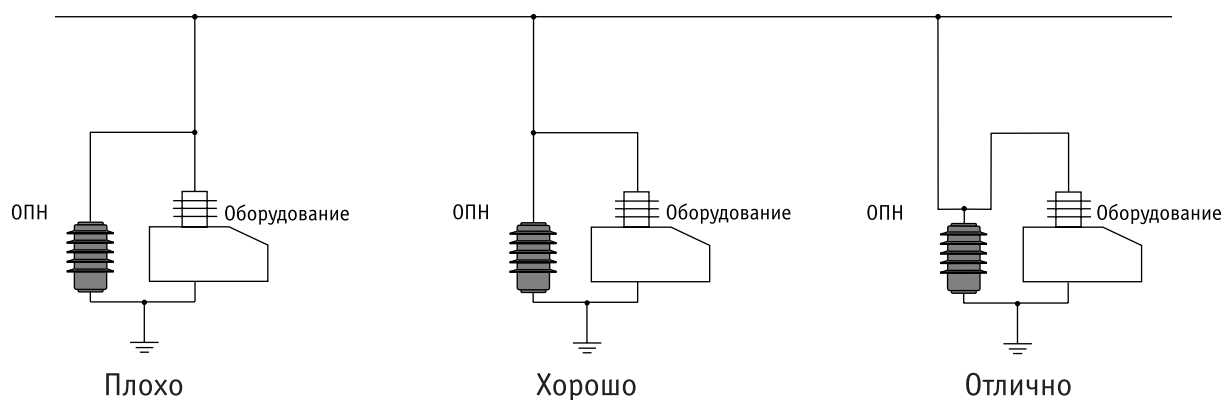 ОПН
Оборудование
Плохо
ОПН
Оборудование
Хорошо
ОПН
Оборудование
Отлично